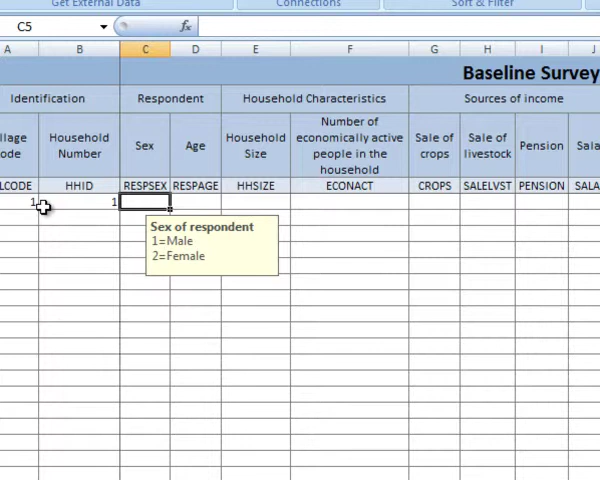 Get External Data Connections Sort & Filter
C5 fx
A B C D E F G H I J
Baseline Survey
Identification Respondent Household Characteristics Sources of income
llage
ode
Household
Number
Sex
Age
Household
Size
Number of
economically active
people in the
household
Sale of
crops
Sale of
livestock
Pension
Sala
LCODE HHID RESPSEX RESPAGE HHSIZE ECONACT CROPS SALELVST PENSION SALA
1 1
Sex of respondent
1=Male
2=Female